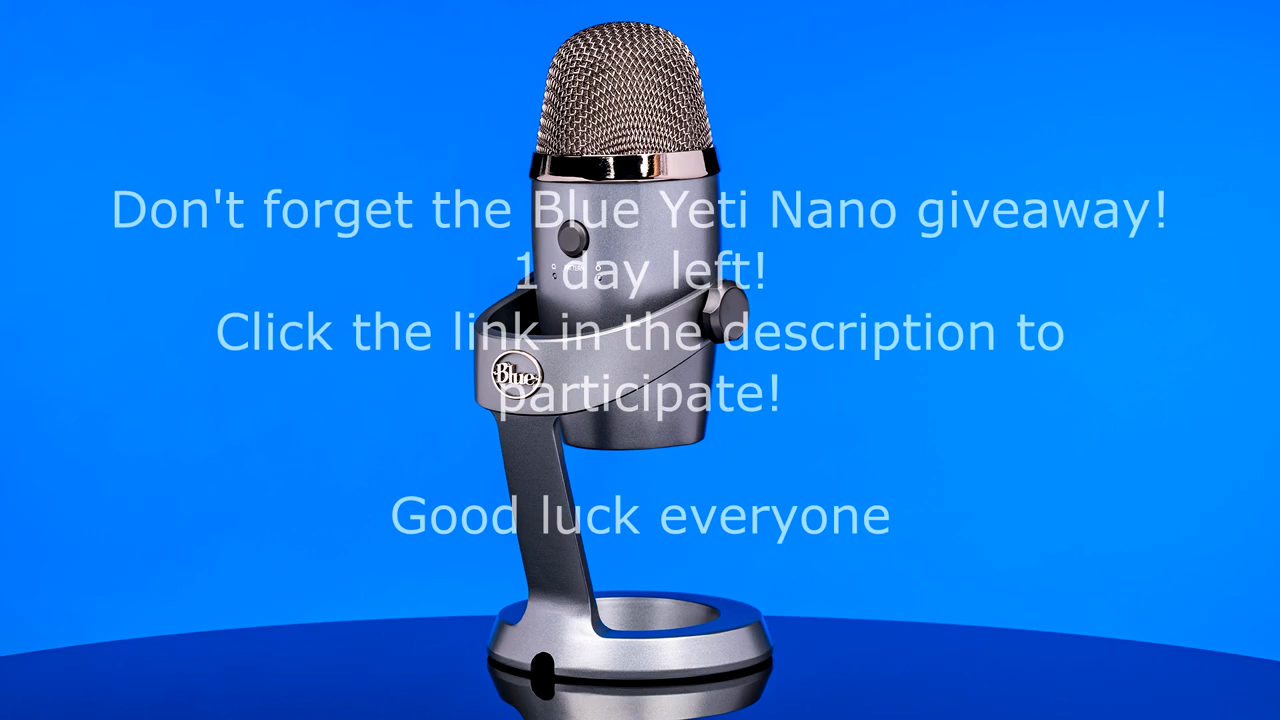 Don't forget the Blue Yeti Nano giveaway!
1 day left!
Click the link in the description to
participate!
Good luck everyone
Blue